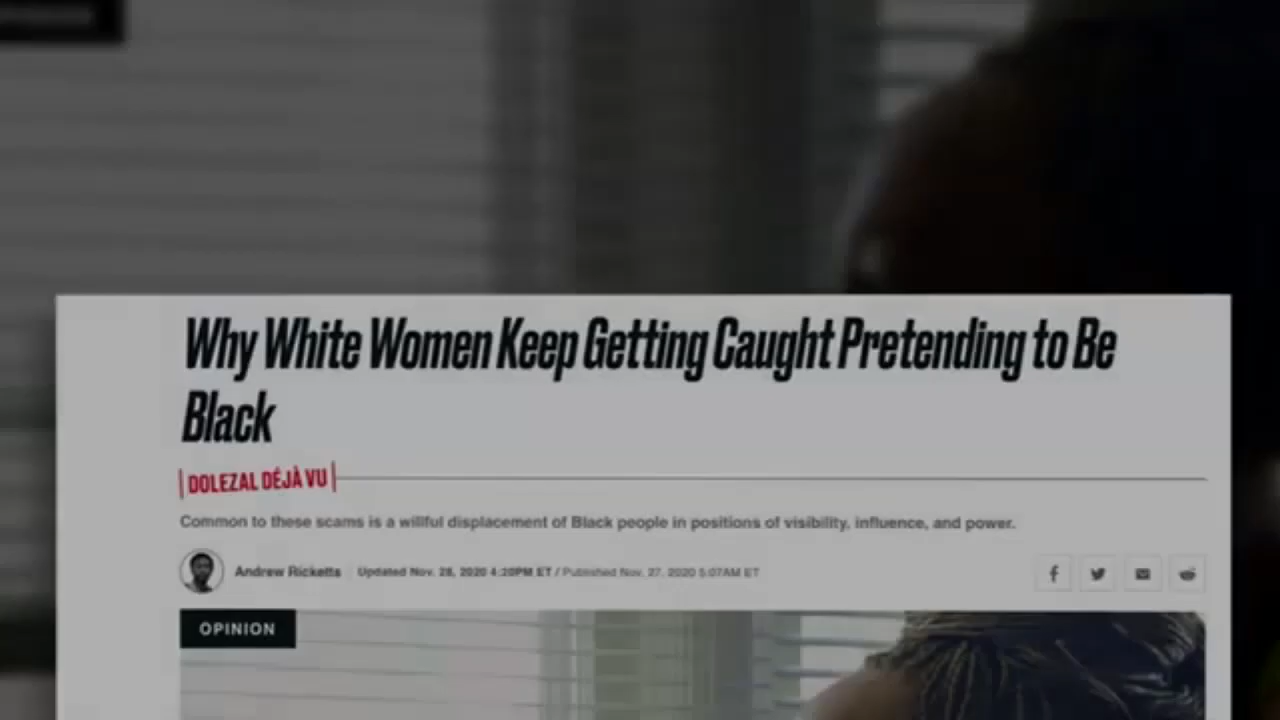 Why White Women Keep Getting Caught Pretending to Be
Black
DOLEZAL DÉJÀ VU
Common to these scams is a willful displacement of Black people in positions of visibility, influence, and power.
Andrew Ricketts Updated Nov. 28, 2020 4:20PM ET / Published Nov. 27, 2020 5:07AM ET
OPINION